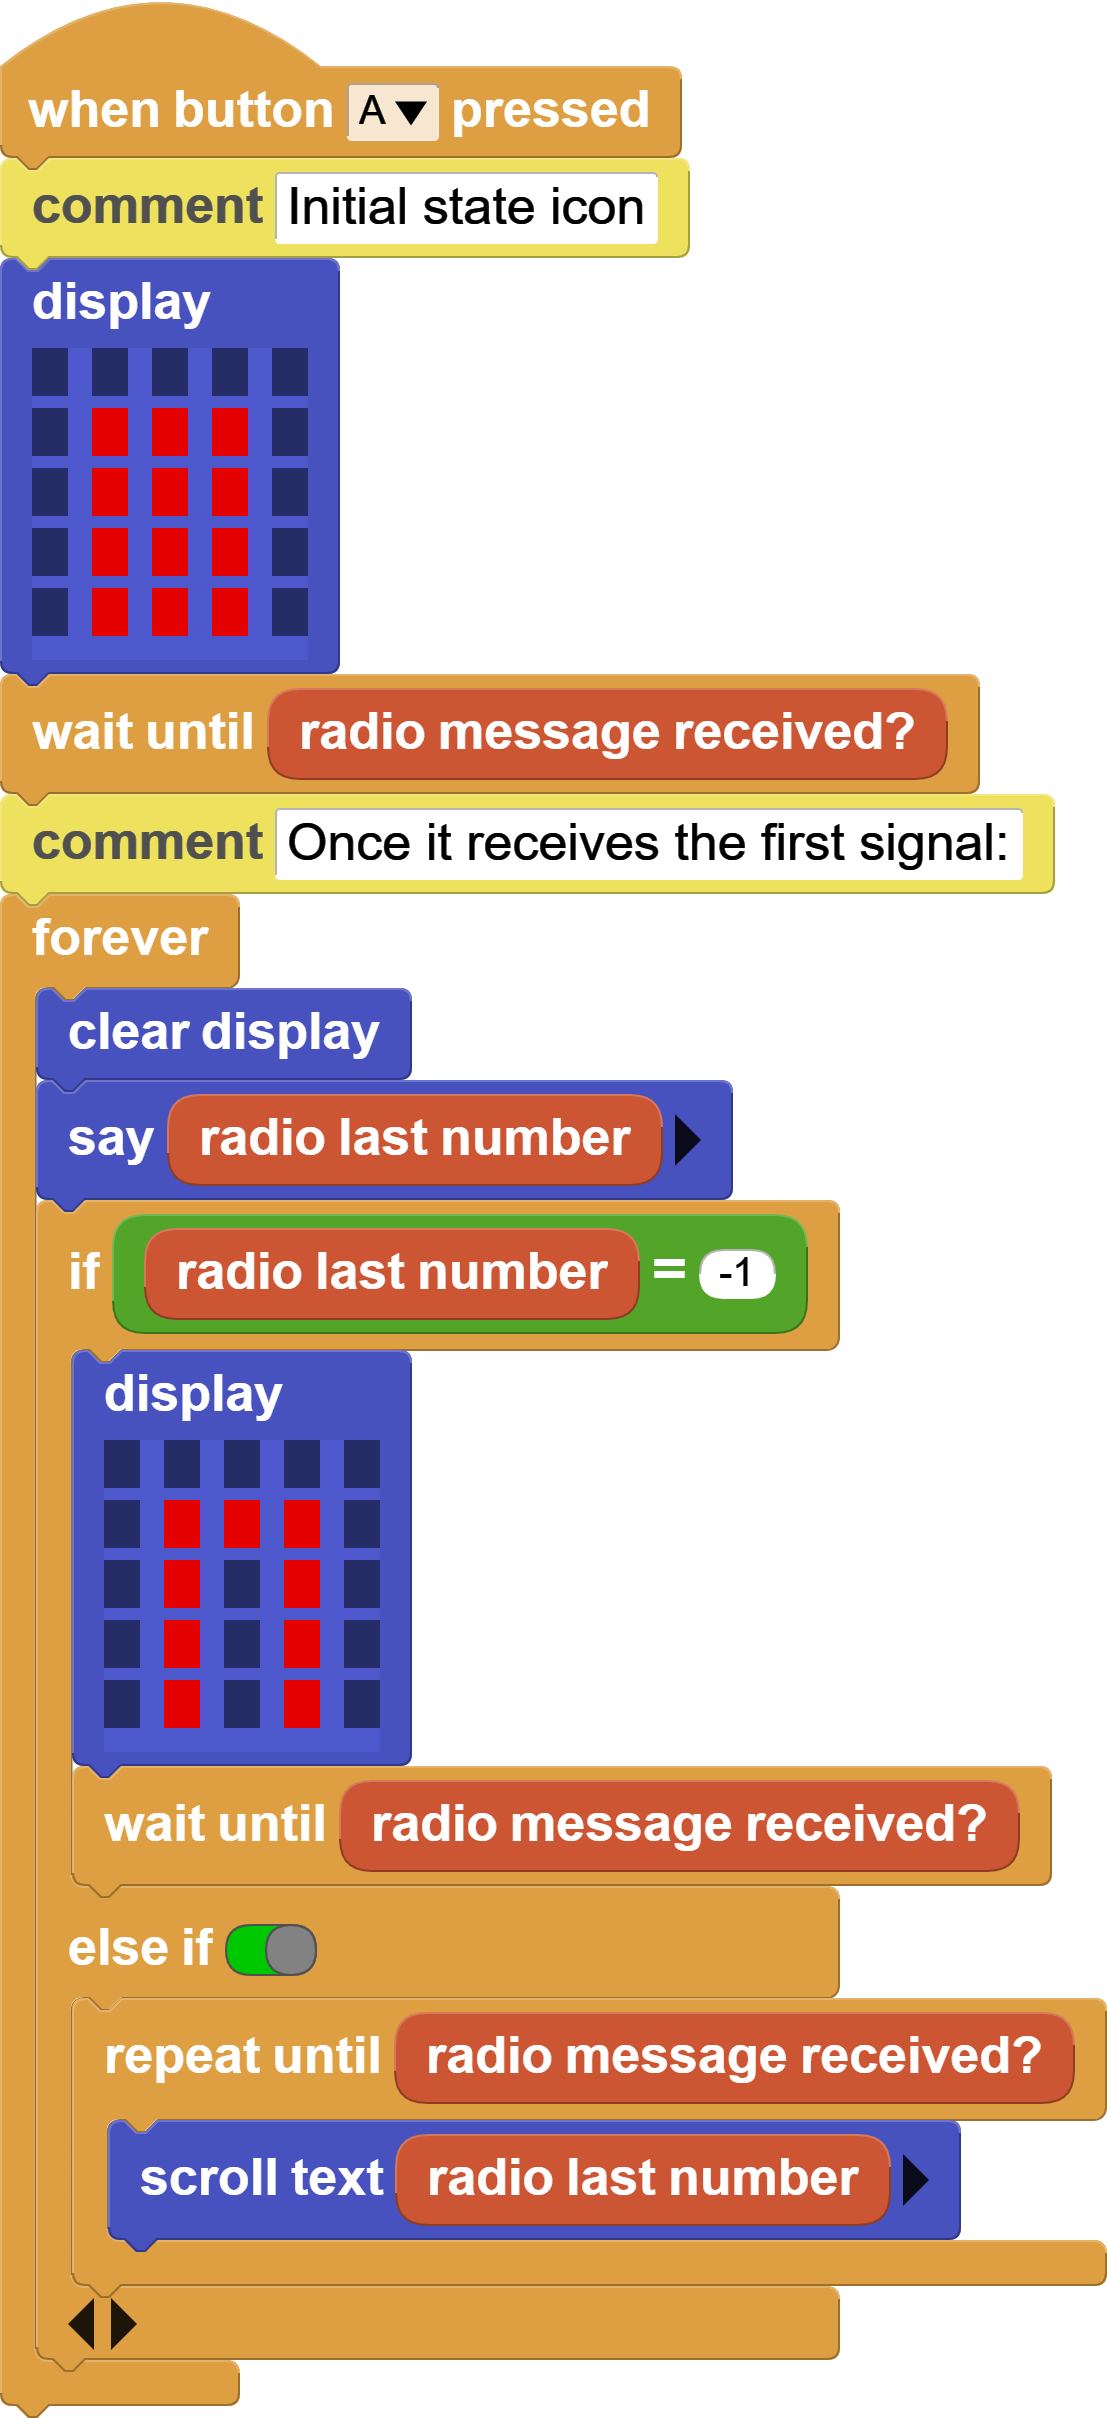 when button A pressed
comment Initial state icon
display
wait until radio message received?
comment Once it receives the first signal:
forever
clear display
say radio last number
if radio last number = -1
display
wait until radio message received?
else if
repeat until radio message received?
scroll text radio last number